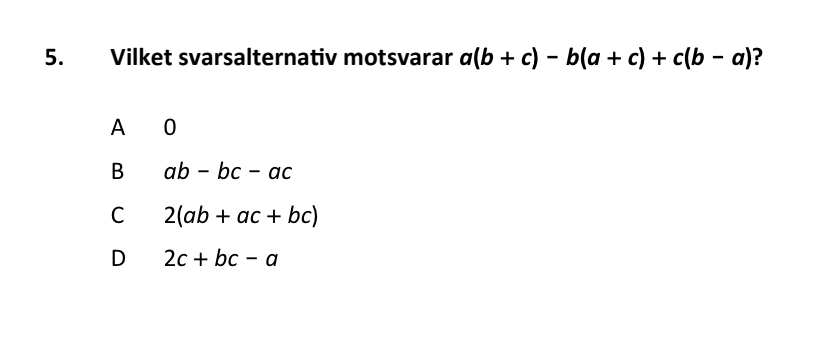 5. Vilket svarsalternativ motsvarar a(b + c) − b(a + c) + c(b − a)?
A 0
B ab − bc − ac
C 2(ab + ac + bc)
D 2c + bc − a